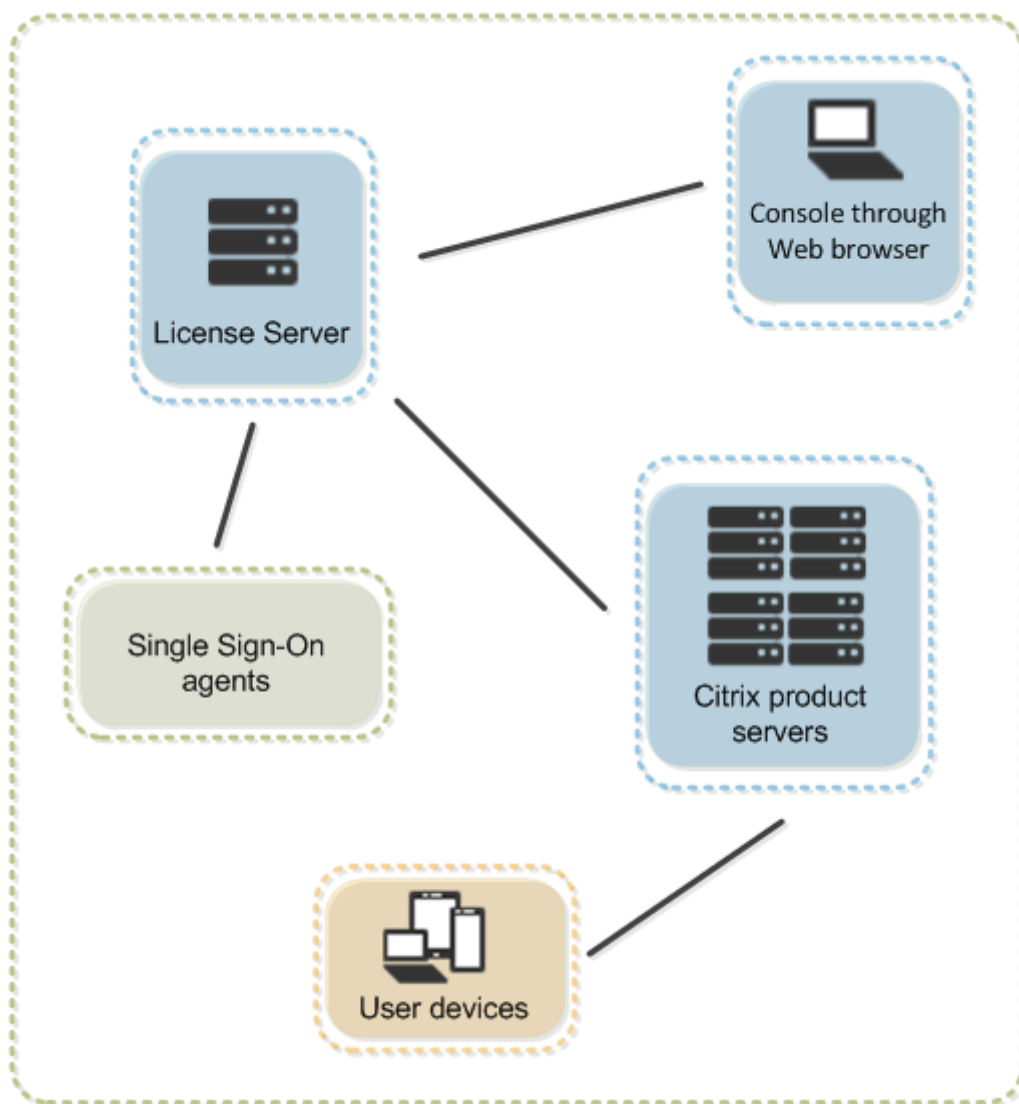 Console through
Web browser
License Server
Single Sign-On
agents
Citrix product
servers
User devices